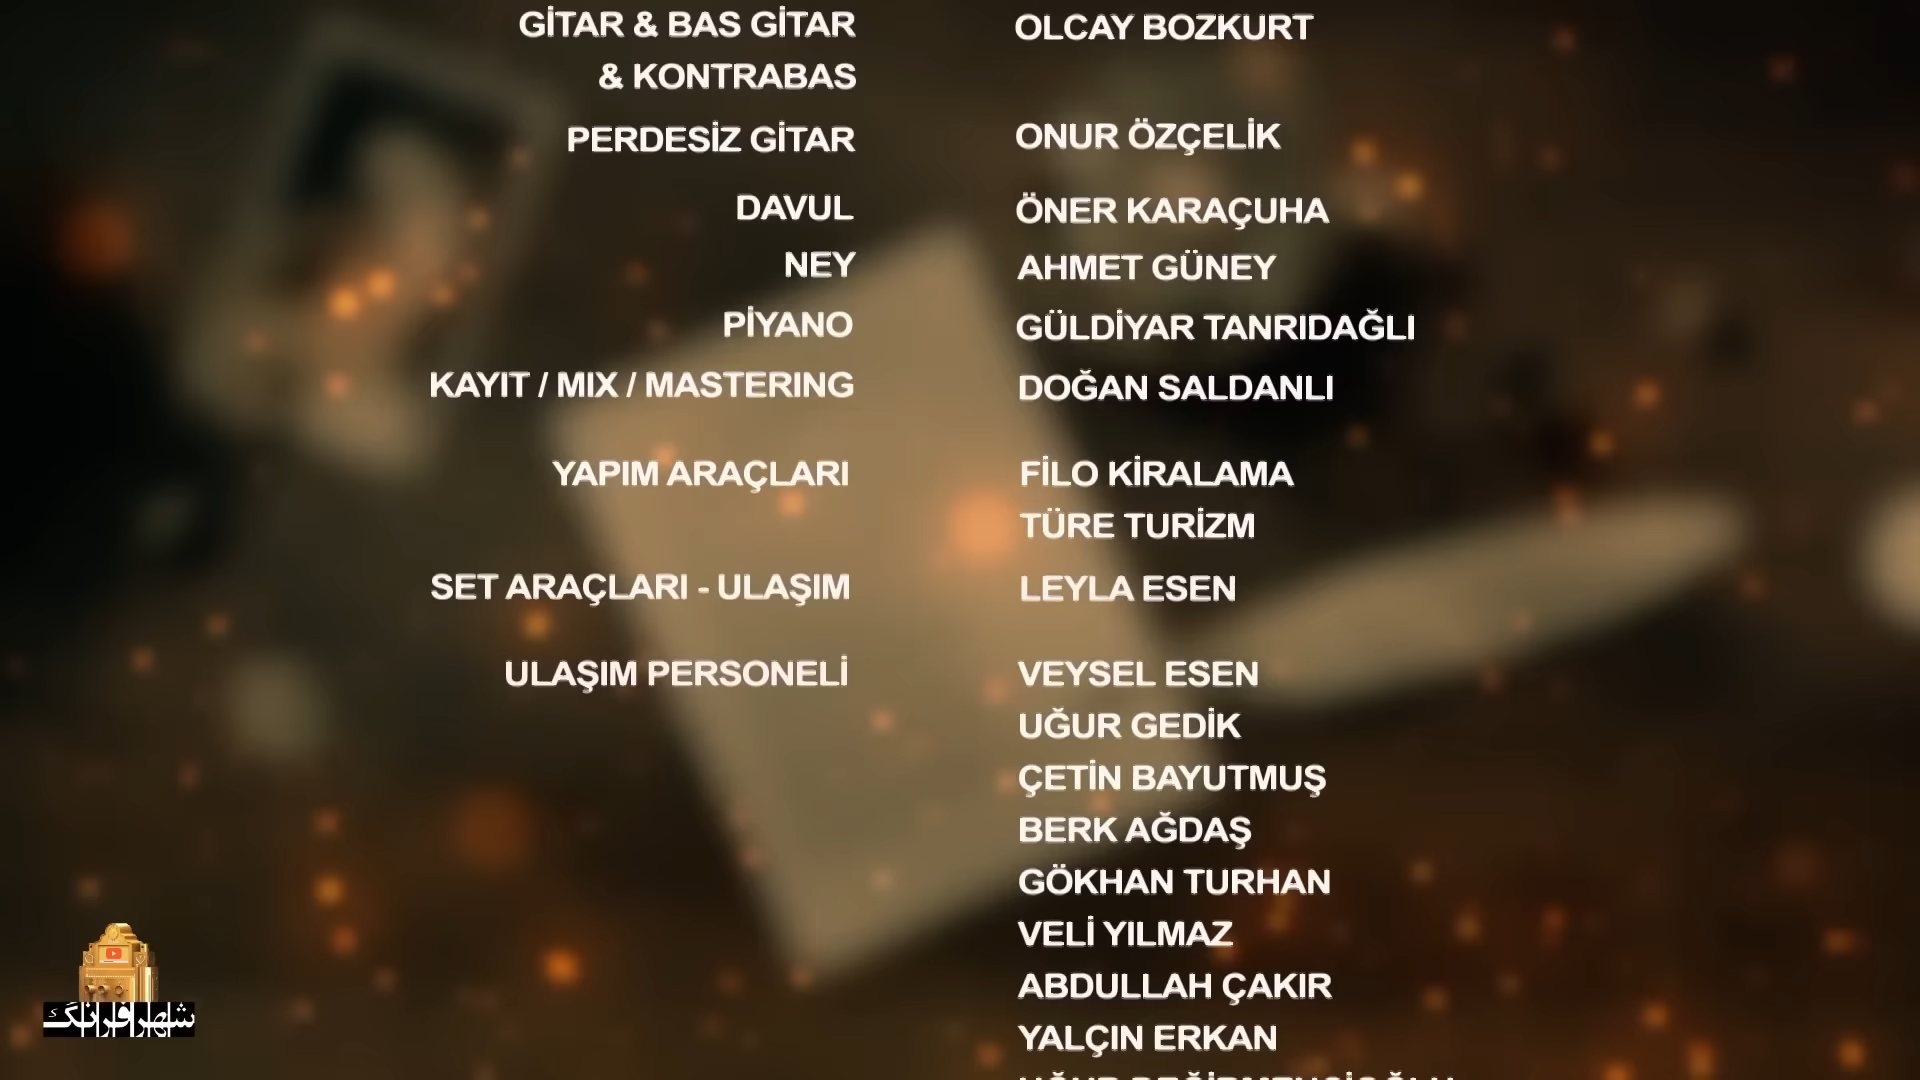 GİTAR & BAS GİTAR OLCAY BOZKURT
& KONTRABAS
PERDESİZ GİTAR ONUR ÖZÇELİK
DAVUL ÖNER KARAÇUHA
NEY AHMET GÜNEY
PİYANO GÜLDİYAR TANRIDAĞLI
KAYIT / MIX / MASTERING DOĞAN SALDANLI
YAPIM ARAÇLARI FİLO KİRALAMA
TÜRE TURİZM
SET ARAÇLARI - ULAŞIM LEYLA ESEN
ULAŞIM PERSONELİ VEYSEL ESEN
UĞUR GEDİK
ÇETİN BAYUTMUŞ
BERK AĞDAŞ
GÖKHAN TURHAN
VELİ YILMAZ
ABDULLAH ÇAKIR
YALÇIN ERKAN
شهر فرنگ